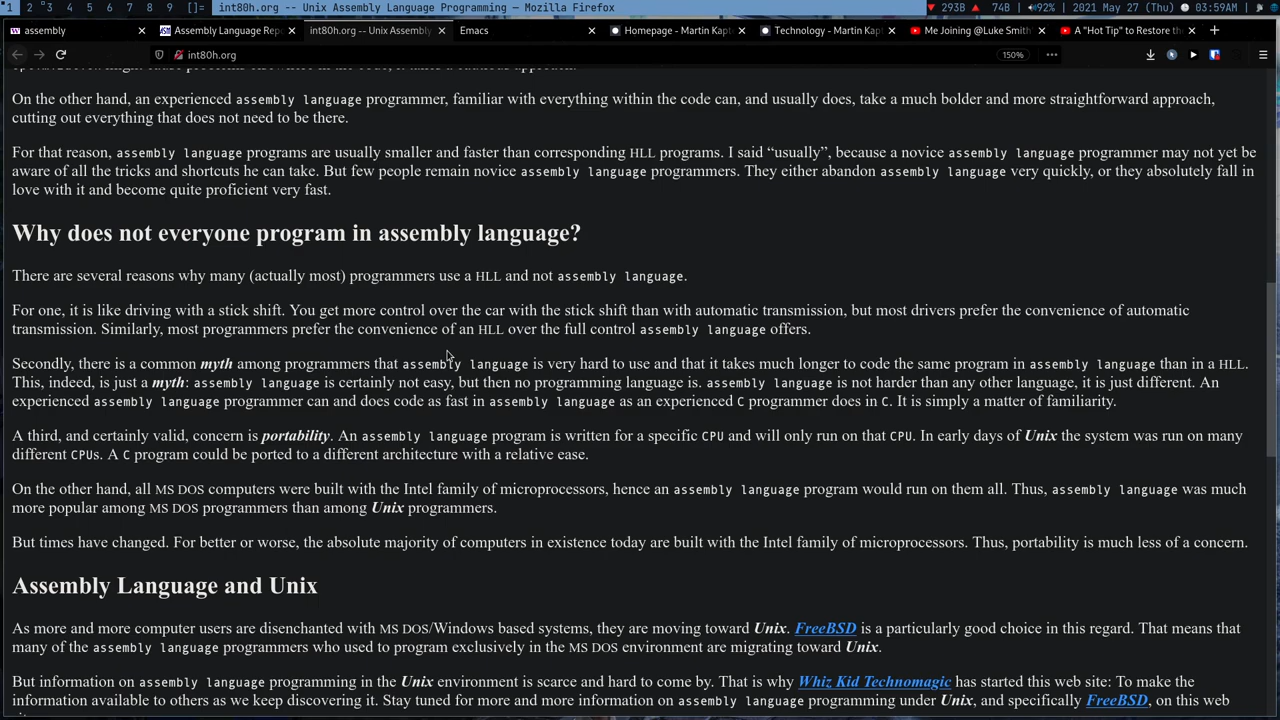 1 2 3 4 5 6 7 8 9 []= int80h.org -- Unix Assembly Language Programming — Mozilla Firefox 293B 74B 92% 2021 May 27 (Thu) 03:59AM
assembly Assembly Language Rep int80h.org -- Unix Assembly Emacs Homepage - Martin Kapt Technology - Martin Kap Me Joining @Luke Smith A "Hot Tip" to Restore the
int80h.org 150%
On the other hand, an experienced assembly language programmer, familiar with everything within the code can, and usually does, take a much bolder and more straightforward approach,
cutting out everything that does not need to be there.
For that reason, assembly language programs are usually smaller and faster than corresponding HLL programs. I said “usually”, because a novice assembly language programmer may not yet be
aware of all the tricks and shortcuts he can take. But few people remain novice assembly language programmers. They either abandon assembly language very quickly, or they absolutely fall in
love with it and become quite proficient very fast.
Why does not everyone program in assembly language?
There are several reasons why many (actually most) programmers use a HLL and not assembly language.
For one, it is like driving with a stick shift. You get more control over the car with the stick shift than with automatic transmission, but most drivers prefer the convenience of automatic
transmission. Similarly, most programmers prefer the convenience of an HLL over the full control assembly language offers.
Secondly, there is a common myth among programmers that assembly language is very hard to use and that it takes much longer to code the same program in assembly language than in a HLL.
This, indeed, is just a myth: assembly language is certainly not easy, but then no programming language is. assembly language is not harder than any other language, it is just different. An
experienced assembly language programmer can and does code as fast in assembly language as an experienced C programmer does in C. It is simply a matter of familiarity.
A third, and certainly valid, concern is portability. An assembly language program is written for a specific CPU and will only run on that CPU. In early days of Unix the system was run on many
different CPUs. A C program could be ported to a different architecture with a relative ease.
On the other hand, all MS DOS computers were built with the Intel family of microprocessors, hence an assembly language program would run on them all. Thus, assembly language was much
more popular among MS DOS programmers than among Unix programmers.
But times have changed. For better or worse, the absolute majority of computers in existence today are built with the Intel family of microprocessors. Thus, portability is much less of a concern.
Assembly Language and Unix
As more and more computer users are disenchanted with MS DOS/Windows based systems, they are moving toward Unix. FreeBSD is a particularly good choice in this regard. That means that
many of the assembly language programmers who used to program exclusively in the MS DOS environment are migrating toward Unix.
But information on assembly language programming in the Unix environment is scarce and hard to come by. That is why Whiz Kid Technomagic has started this web site: To make the
information available to others as we keep discovering it. Stay tuned for more and more information on assembly language programming under Unix, and specifically FreeBSD, on this web